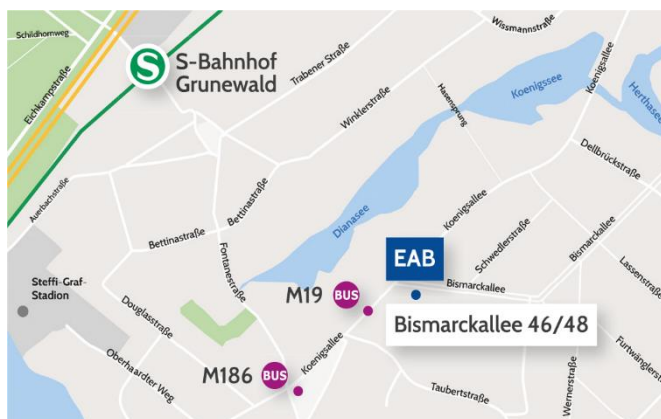 Schildhornweg
Eichkampstraße
S
S-Bahnhof
Grunewald
Trabener Straße
Wissmannstraße
Koenigsallee
Koenigssee
Herthasee
Winklerstraße
Hasensprung
Dellbrückstraße
Auerbachstraße
Bettinastraße
Bettinastraße
Dianasee
Koenigsallee
Schwedlerstraße
Bismarckallee
Lassenstraße
Fontanestraße
EAB
Bismarckallee
Steffi-Graf-
Stadion
M19 BUS
Bismarckallee 46/48
Douglasstraße
Oberhaardter Weg
Koenigsallee
M186 BUS
Taubertstraße
Wernerstraße
Furtwänglerstr